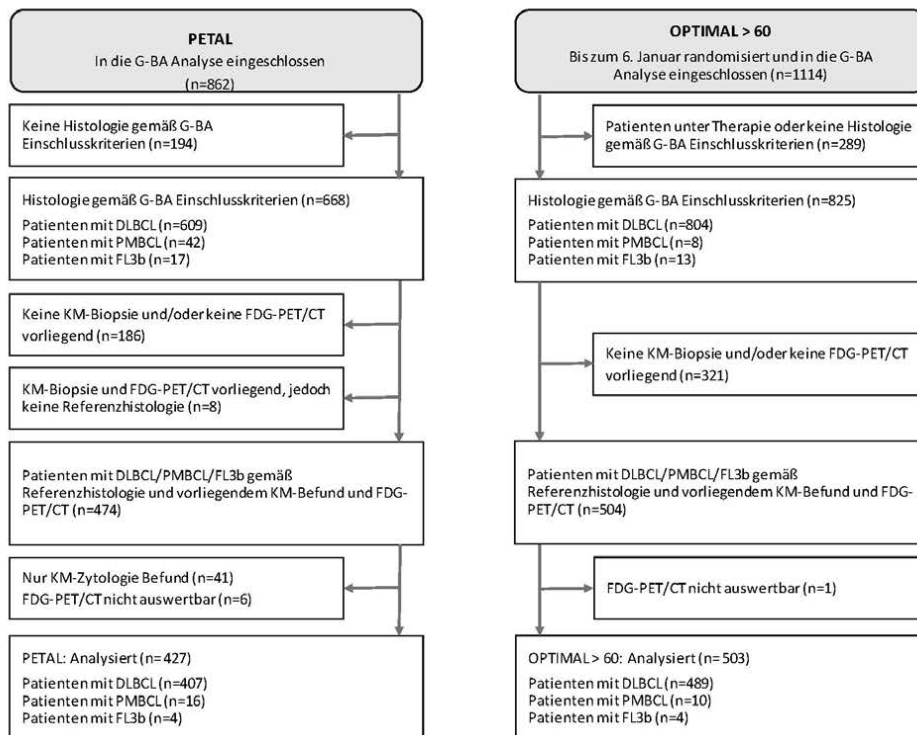 PETAL
In die G-BA Analyse eingeschlossen
(n=862)
Keine Histologie gemäß G-BA
Einschlusskriterien (n=194)
Histologie gemäß G-BA Einschlusskriterien (n=668)
Patienten mit DLBCL (n=609)
Patienten mit PMBCL (n=42)
Patienten mit FL3b (n=17)
Keine KM-Biopsie und/oder keine FDG-PET/CT
vorliegend (n=186)
KM-Biopsie und FDG-PET/CT vorliegend, jedoch
keine Referenzhistologie (n=8)
Patienten mit DLBCL/PMBCL/FL3b gemäß
Referenzhistologie und vorliegendem KM-Befund und FDG-
PET/CT (n=474)
Nur KM-Zytologie Befund (n=41)
FDG-PET/CT nicht auswertbar (n=6)
PETAL: Analysiert (n=427)
Patienten mit DLBCL (n=407)
Patienten mit PMBCL (n=16)
Patienten mit FL3b (n=4)
OPTIMAL > 60
Bis zum 6. Januar randomisiert und in die G-BA
Analyse eingeschlossen (n=1114)
Patienten unter Therapie oder keine Histologie
gemäß G-BA Einschlusskriterien (n=289)
Histologie gemäß G-BA Einschlusskriterien (n=825)
Patienten mit DLBCL (n=804)
Patienten mit PMBCL (n=8)
Patienten mit FL3b (n=13)
Keine KM-Biopsie und/oder keine FDG-PET/CT
vorliegend (n=321)
Patienten mit DLBCL/PMBCL/FL3b gemäß
Referenzhistologie und vorliegendem KM-Befund und FDG-
PET/CT (n=504)
FDG-PET/CT nicht auswertbar (n=1)
OPTIMAL > 60: Analysiert (n=503)
Patienten mit DLBCL (n=489)
Patienten mit PMBCL (n=10)
Patienten mit FL3b (n=4)